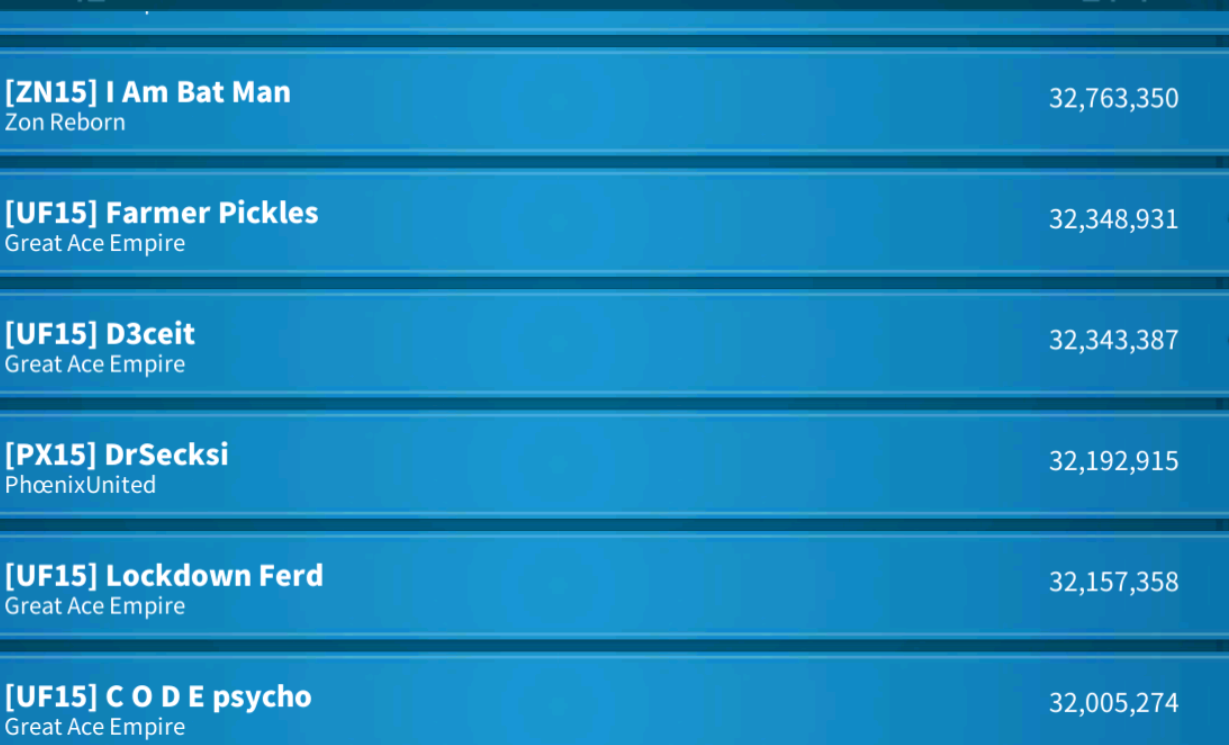 [ZN15] I Am Bat Man
Zon Reborn
32,763,350
[UF15] Farmer Pickles
Great Ace Empire
32,348,931
[UF15] D3ceit
Great Ace Empire
32,343,387
[PX15] DrSecksi
PhœnixUnited
32,192,915
[UF15] Lockdown Ferd
Great Ace Empire
32,157,358
[UF15] C O D E psycho
Great Ace Empire
32,005,274